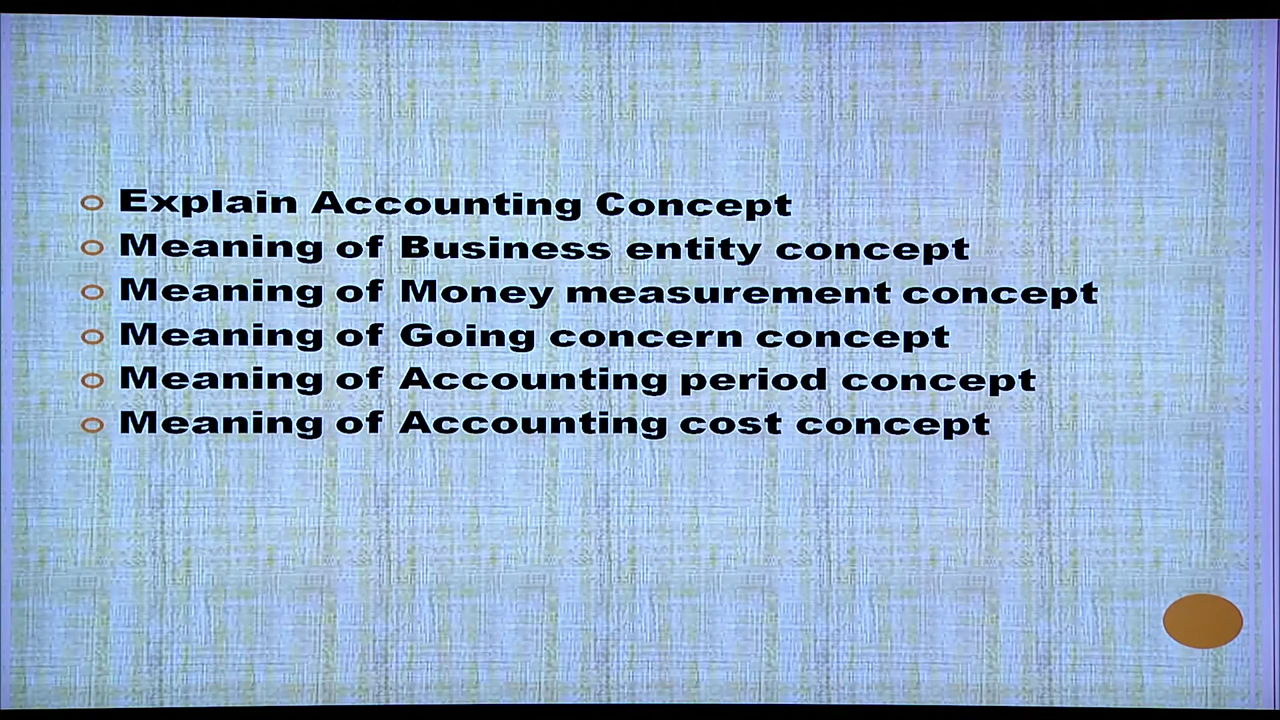 Explain Accounting Concept
Meaning of Business entity concept
Meaning of Money measurement concept
Meaning of Going concern concept
Meaning of Accounting period concept
Meaning of Accounting cost concept